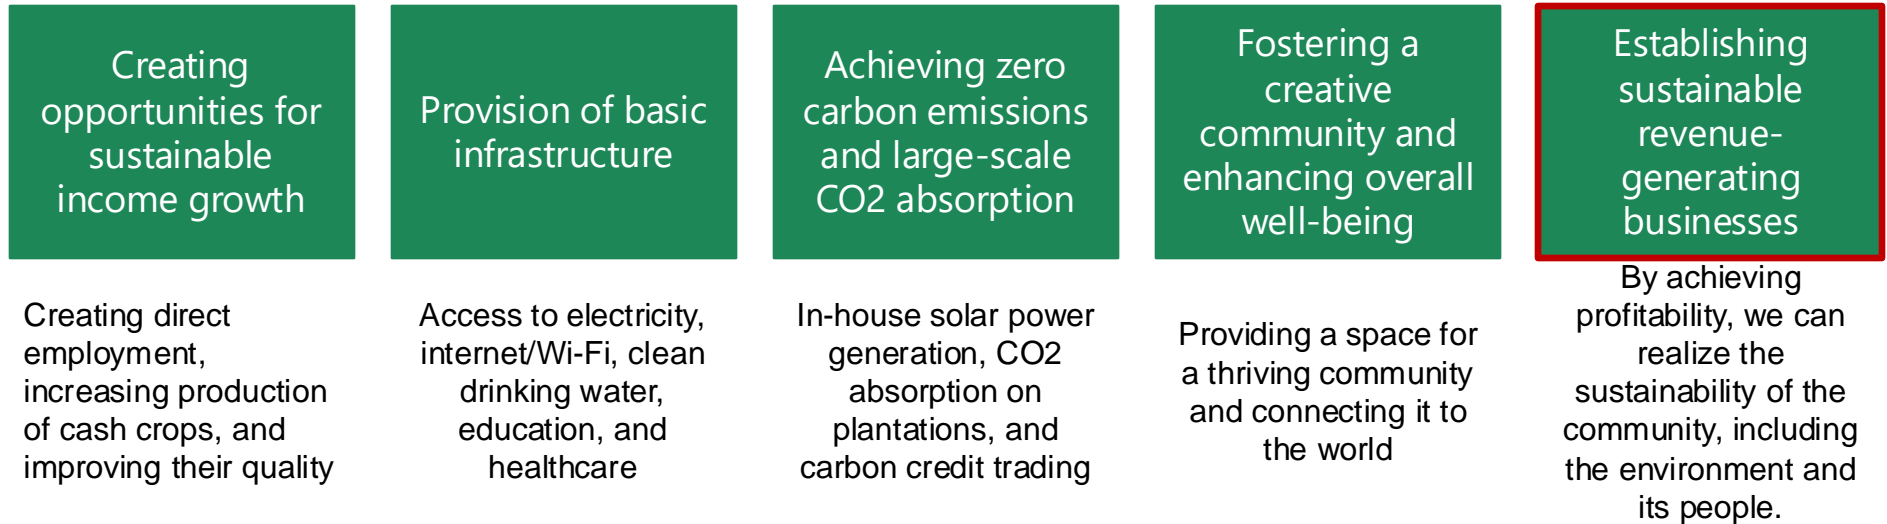 Creating
opportunities for
sustainable
income growth
Creating direct
employment,
increasing production
of cash crops, and
improving their quality
Provision of basic
infrastructure
Access to electricity,
internet/Wi-Fi, clean
drinking water,
education, and
healthcare
Achieving zero
carbon emissions
and large-scale
CO2 absorption
In-house solar power
generation, CO2
absorption on
plantations, and
carbon credit trading
Fostering a
creative
community and
enhancing overall
well-being
Providing a space for
a thriving community
and connecting it to
the world
Establishing
sustainable
revenue-
generating
businesses
By achieving
profitability, we can
realize the
sustainability of the
community, including
the environment and
its people.